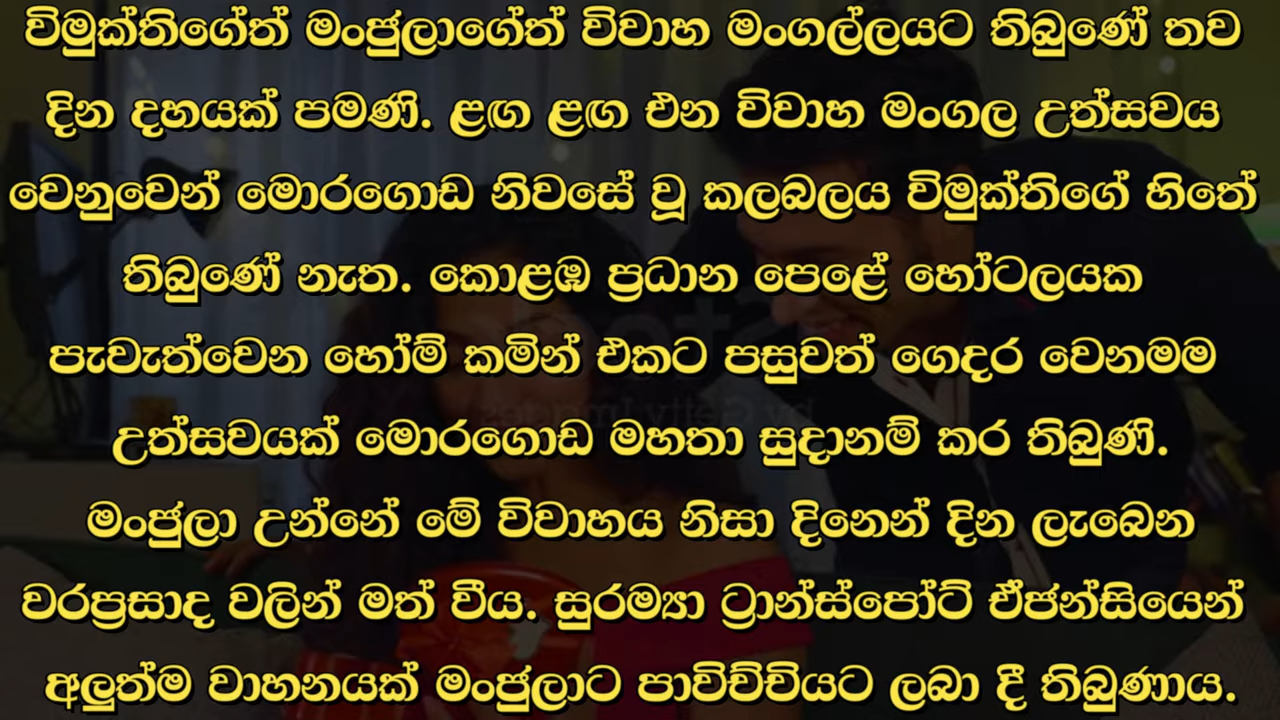 විමුක්තිගේත් මංජුලාගේත් විවාහ මංගල්ලයට තිබුණේ තව
දින දහයක් පමණි. ළඟ ළඟ එන විවාහ මංගල උත්සවය
වෙනුවෙන් මොරගොඩ නිවසේ වූ කලබලය විමුක්තිගේ හිතේ
තිබුණේ නැත. කොළඹ ප්‍රධාන පෙළේ හෝටලයක
පැවැත්වෙන හෝම් කමින් එකට පසුවත් ගෙදර වෙනමම
උත්සවයක් මොරගොඩ මහතා සුදානම් කර තිබුණි.
මංජුලා උන්නේ මේ විවාහය නිසා දිනෙන් දින ලැබෙන
වරප්‍රසාද වලින් මත් වීය. සුරම්‍යා ට්‍රාන්ස්පෝට් ඒජන්සියෙන්
අලුත්ම වාහනයක් මංජුලාට පාවිච්චියට ලබා දී තිබුණාය.